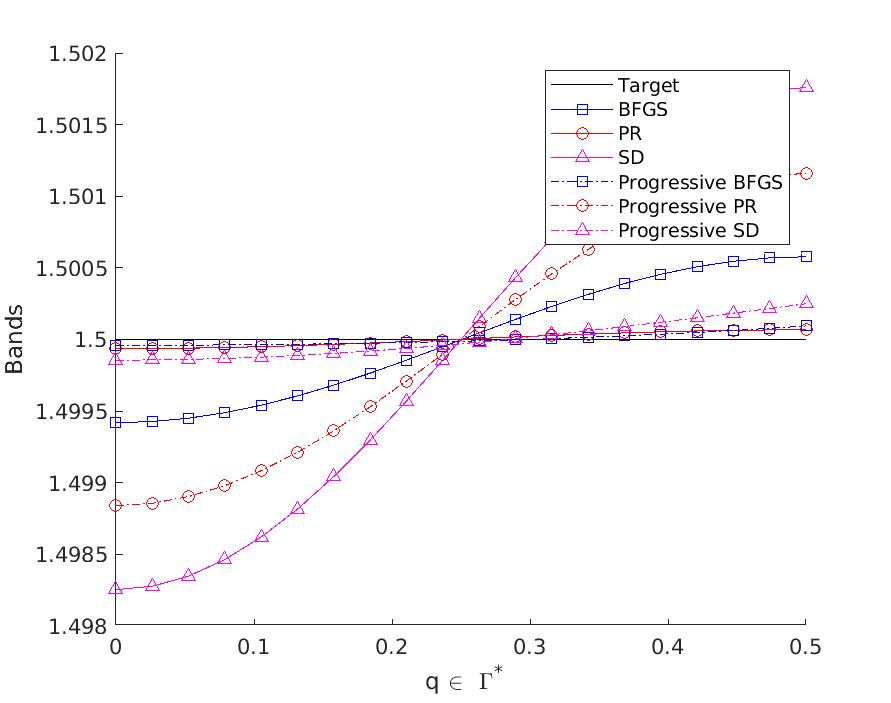 1.502
1.5015
1.501
1.5005
1.5
1.4995
1.499
1.4985
1.498
Bands
0
0.1
0.2
0.3
0.4
0.5
q ∈ Γ*
Target
BFGS
PR
SD
Progressive BFGS
Progressive PR
Progressive SD